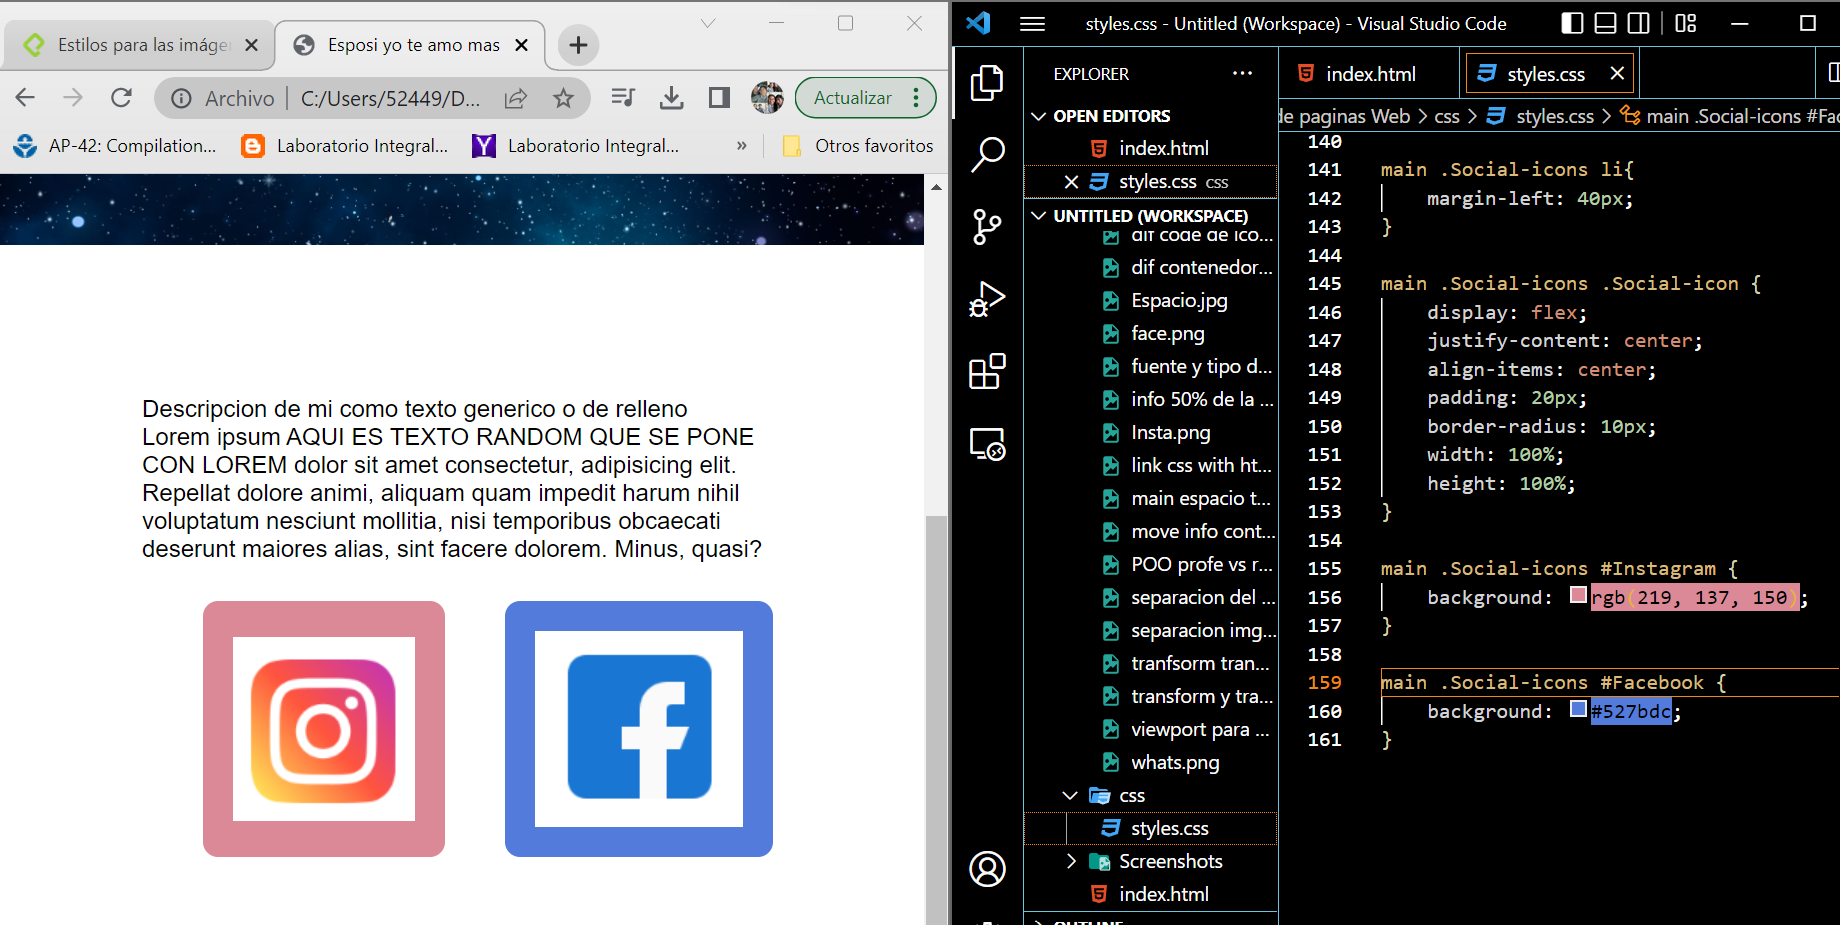 Estilos para las imáge
Esposi yo te amo mas
Archivo | C:/Users/52449/D...
Actualizar
AP-42: Compilation...
Laboratorio Integral...
Laboratorio Integral...
»
Otros favoritos
Descripcion de mi como texto generico o de relleno
Lorem ipsum AQUI ES TEXTO RANDOM QUE SE PONE
CON LOREM dolor sit amet consectetur, adipisicing elit.
Repellat dolore animi, aliquam quam impedit harum nihil
voluptatum nesciunt mollitia, nisi temporibus obcaecati
deserunt maiores alias, sint facere dolorem. Minus, quasi?
styles.css - Untitled (Workspace) - Visual Studio Code
EXPLORER
OPEN EDITORS
index.html
styles.css css
UNTITLED (WORKSPACE)
dif code de ico...
dif contenedor...
Espacio.jpg
face.png
fuente y tipo d...
info 50% de la ...
Insta.png
link css with ht...
main espacio t...
move info cont...
POO profe vs r...
separacion del ...
separacion img...
tranfsorm tran...
transform y tra...
viewport para ...
whats.png
css
styles.css
Screenshots
index.html
OUTLINE
index.html
styles.css
de paginas Web > css > styles.css > main .Social-icons #Fac
140
141 main .Social-icons li{
142 margin-left: 40px;
143 }
144
145 main .Social-icons .Social-icon {
146 display: flex;
147 justify-content: center;
148 align-items: center;
149 padding: 20px;
150 border-radius: 10px;
151 width: 100%;
152 height: 100%;
153 }
154
155 main .Social-icons #Instagram {
156 background: rgb(219, 137, 150);
157 }
158
159 main .Social-icons #Facebook {
160 background: #527bdc;
161 }